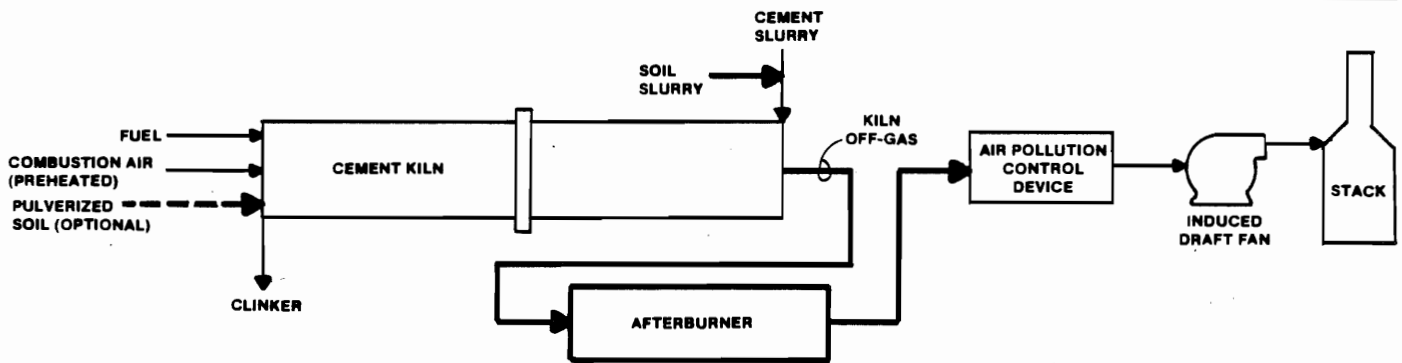 CEMENT
SLURRY
SOIL
SLURRY
FUEL
COMBUSTION AIR
(PREHEATED)
PULVERIZED
SOIL (OPTIONAL)
CEMENT KILN
KILN
OFF-GAS
AIR POLLUTION
CONTROL
DEVICE
STACK
INDUCED
DRAFT FAN
CLINKER
AFTERBURNER